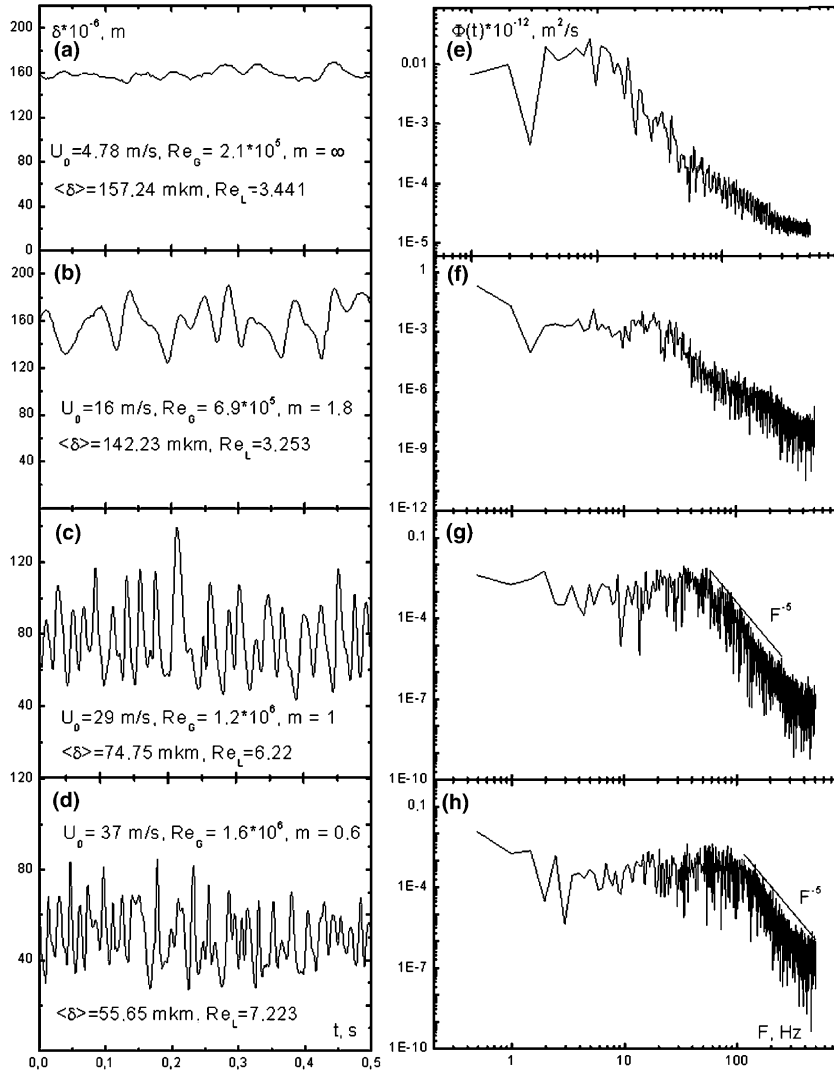 δ*10⁻⁶, m
(a)
200
160
120
80
40
0
U₀=4.78 m/s, Re_G = 2.1*10⁵, m = ∞
<δ>=157.24 mkm, Re_L=3.441
(b)
200
180
160
120
80
40
U₀=16 m/s, Re_G = 6.9*10⁵, m = 1.8
<δ>=142.23 mkm, Re_L=3.253
(c)
120
80
40
U₀=29 m/s, Re_G = 1.2*10⁶, m = 1
<δ>=74.75 mkm, Re_L=6.22
(d)
120
80
40
U₀= 37 m/s, Re_G = 1.6*10⁶, m = 0.6
<δ>=55.65 mkm. Re_L=7.223
t, s
0,0 0,1 0,2 0,3 0,4 0,5
Φ(t)*10⁻¹², m²/s
(e)
0.01
1E-3
1E-4
1E-5
(f)
1
1E-3
1E-6
1E-9
1E-12
(g)
0.1
1E-4
1E-7
1E-10
F⁻⁵
(h)
0.1
1E-4
1E-7
1E-10
F⁻⁵
F, Hz
1 10 100